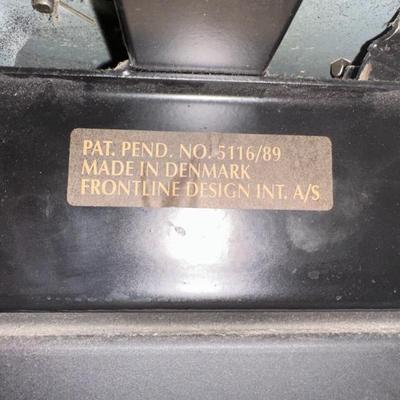 PAT. PEND. NO. 5116/89
MADE IN DENMARK
FRONTLINE DESIGN INT. A/S